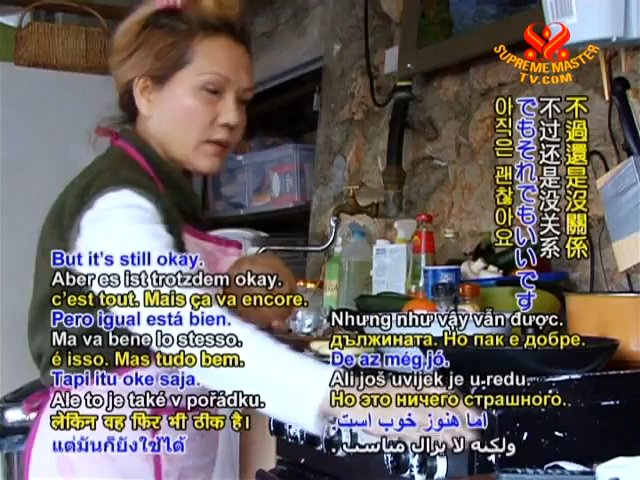 SUPREME MASTER
TV.COM
不過還是沒關係
不过还是没关系
でもそれでもいいです
아직은 괜찮아요
But it's still okay.
Aber es ist trotzdem okay.
c'est tout. Mais ça va encore.
Pero igual está bien.
Ma va bene lo stesso.
é isso. Mas tudo bem.
Tapi itu oke saja.
Ale to je také v pořádku.
लेकिन वह फिर भी ठीक है।
แต่มันก็ยังใช้ได้
Nhưng như vậy vẫn được.
дължината. Но пак е добре.
De az még jó.
Ali još uvijek je u redu.
Но это ничего страшного.
اما هنوز خوب است.
ولكنه لا يزال مناسب.